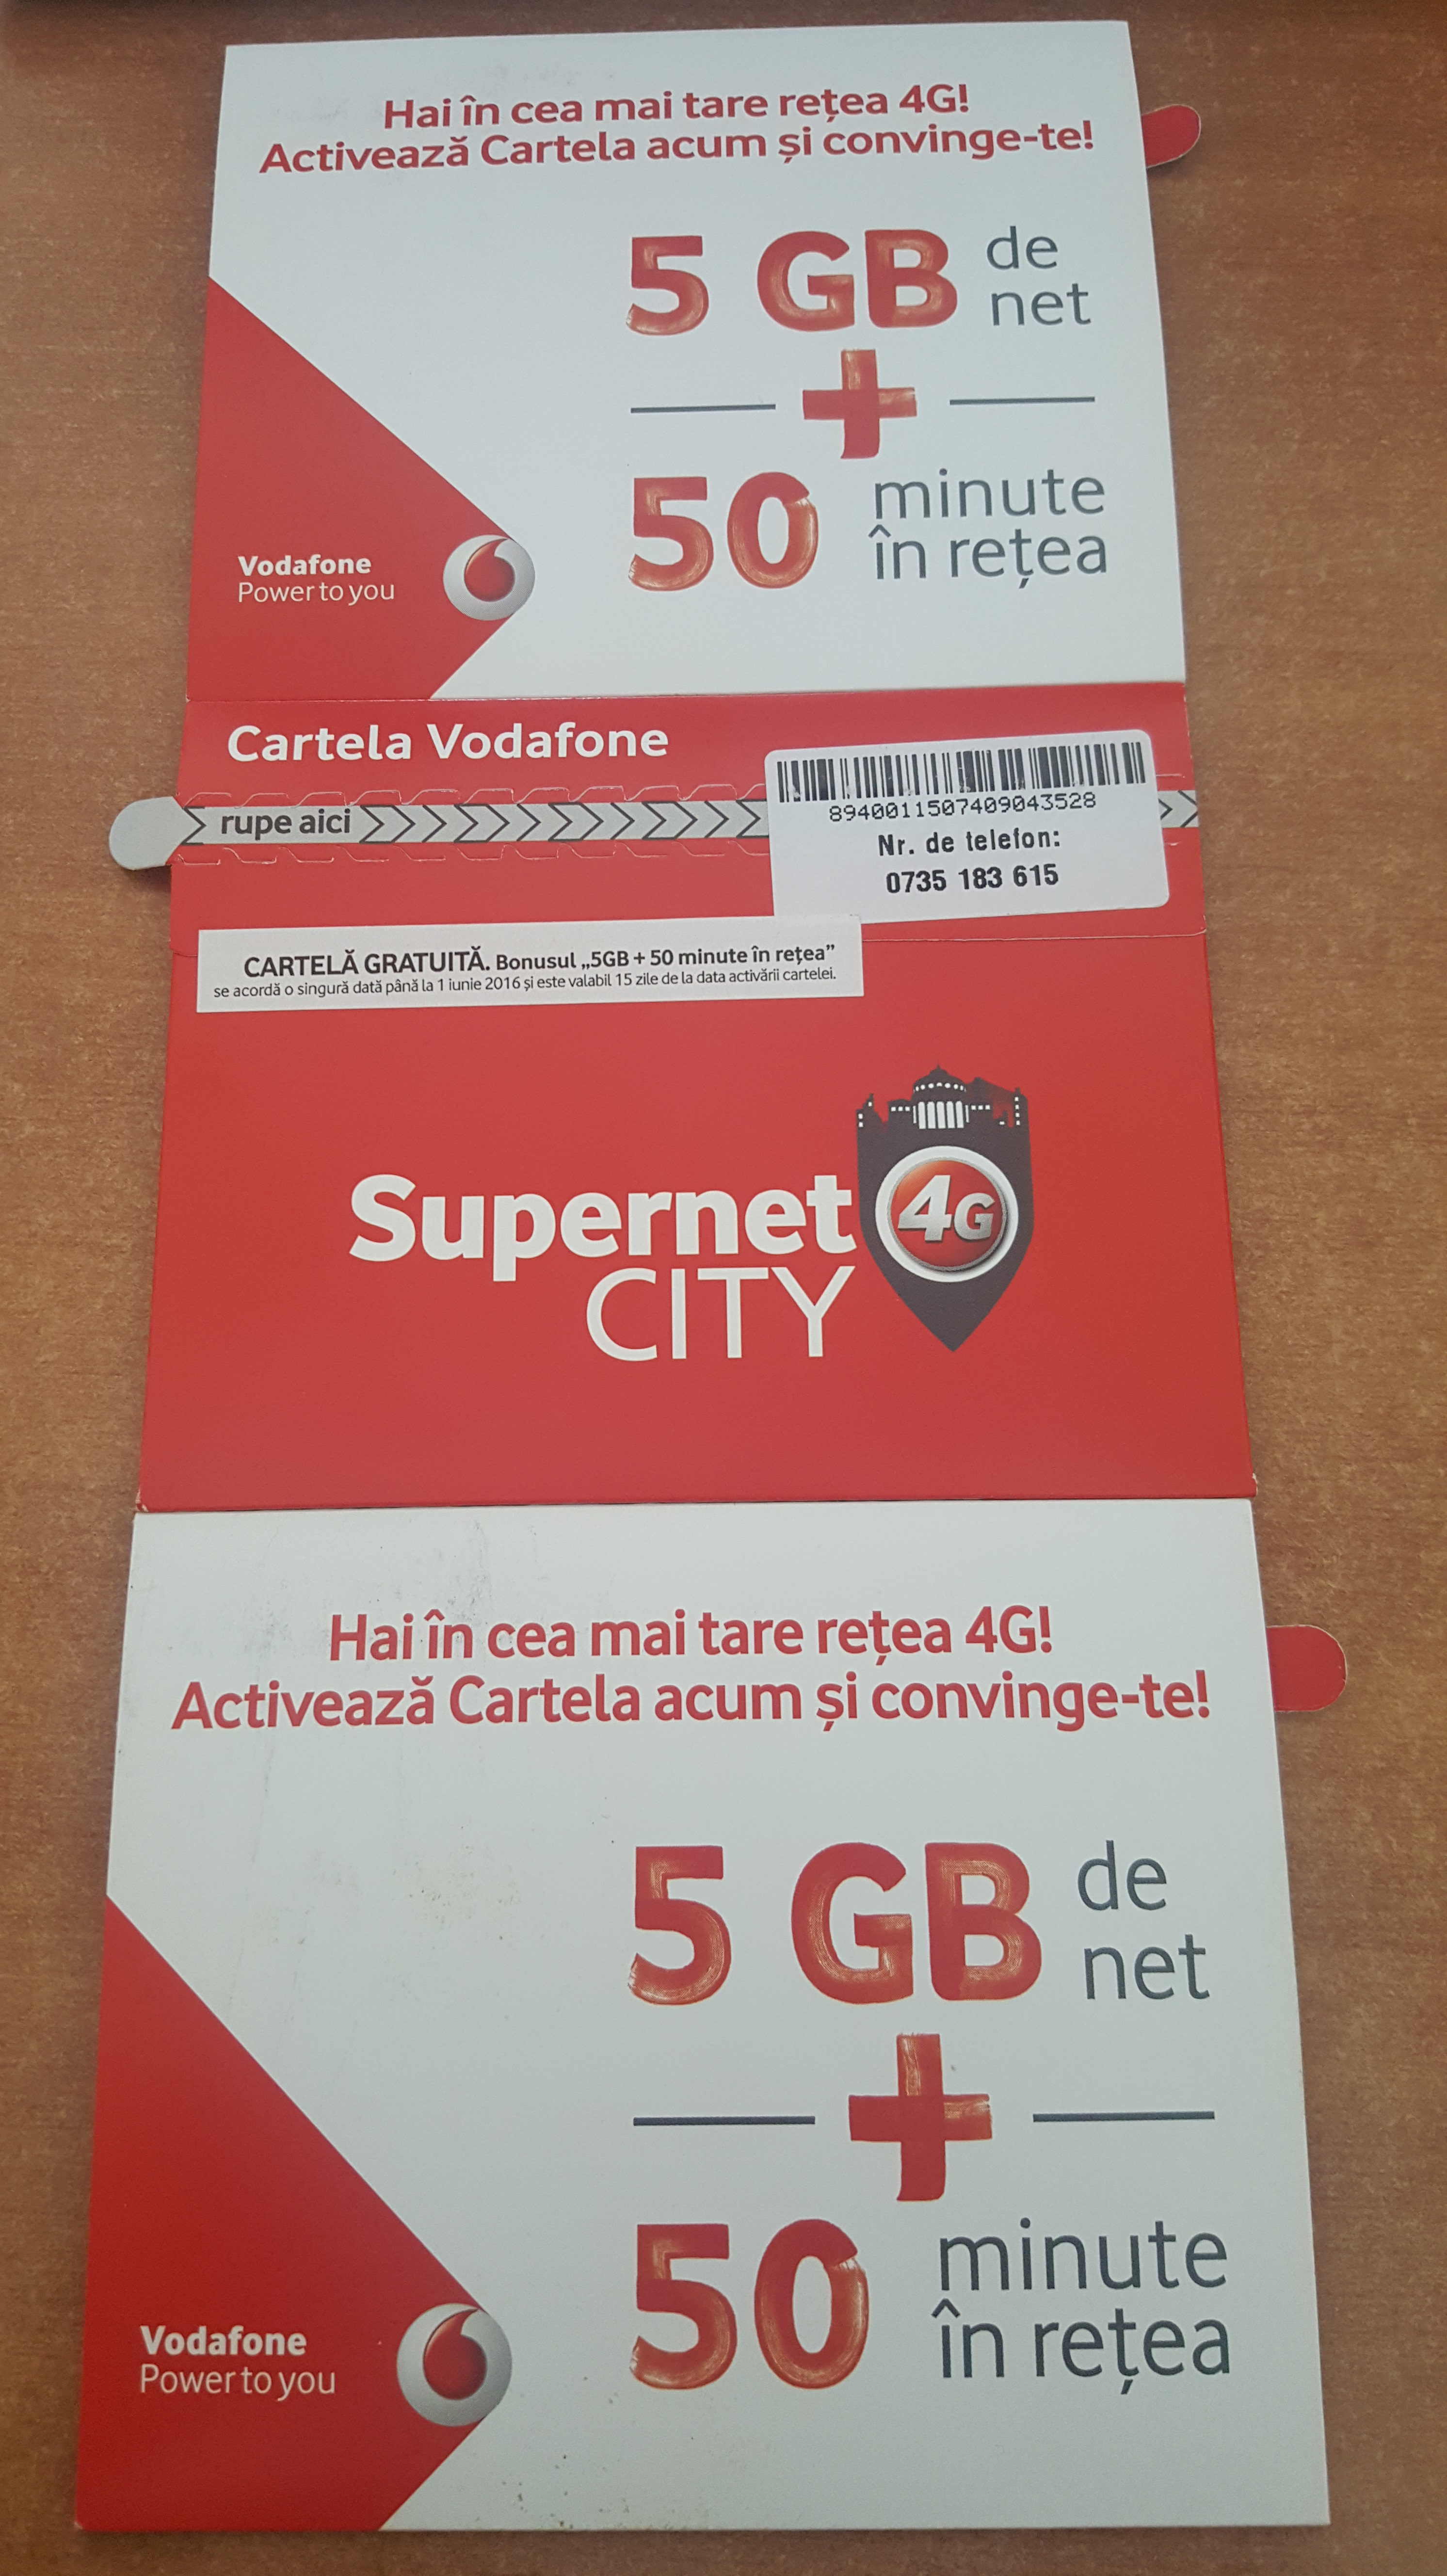 Hai în cea mai tare rețea 4G!
Activează Cartela acum și convinge-te!
5 GB de net
+
50 minute în rețea
Vodafone
Power to you
Cartela Vodafone
rupe aici
8940011507409043528
Nr. de telefon:
0735 183 615
CARTELĂ GRATUITĂ. Bonusul „5GB + 50 minute în rețea”
se acordă o singură dată până la 1 iunie 2016 și este valabil 15 zile de la data activării cartelei.
4G
Supernet
CITY
Hai în cea mai tare rețea 4G!
Activează Cartela acum și convinge-te!
5 GB de net
+
50 minute în rețea
Vodafone
Power to you